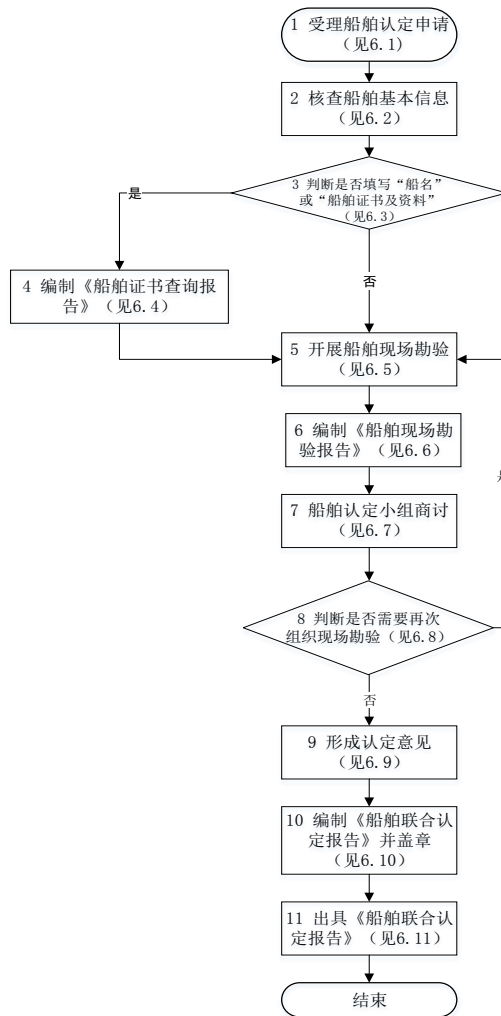 1 受理船舶认定申请
（见6.1）
2 核查船舶基本信息
（见6.2）
3 判断是否填写“船名”
或“船舶证书及资料”
（见6.3）
是
否
4 编制《船舶证书查询报
告》（见6.4）
5 开展船舶现场勘验
（见6.5）
6 编制《船舶现场勘
验报告》（见6.6）
是
7 船舶认定小组商讨
（见6.7）
8 判断是否需要再次
组织现场勘验（见6.8）
否
9 形成认定意见
（见6.9）
10 编制《船舶联合认
定报告》并盖章
（见6.10）
11 出具《船舶联合认
定报告》（见6.11）
结束